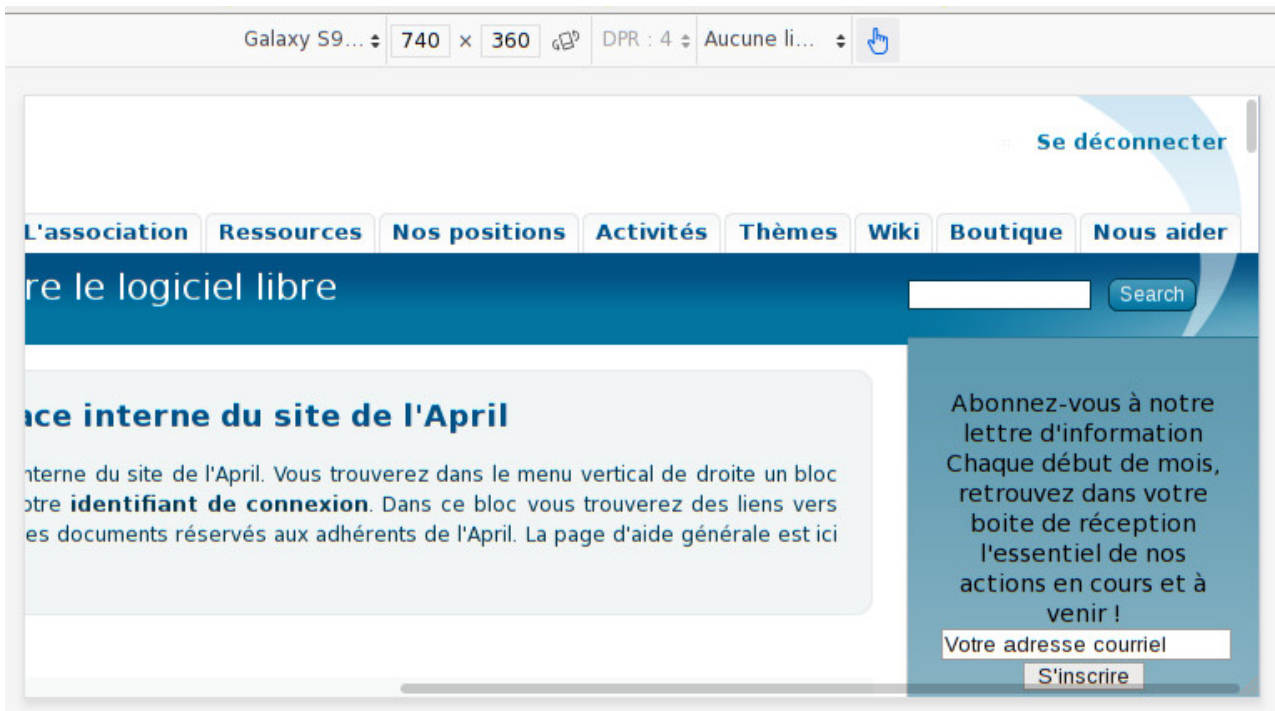 Galaxy S9... 740 × 360 DPR : 4 Aucune li...
Se déconnecter
L'association Ressources Nos positions Activités Thèmes Wiki Boutique Nous aider
re le logiciel libre
Search
ace interne du site de l'April
nterne du site de l'April. Vous trouverez dans le menu vertical de droite un bloc
otre identifiant de connexion. Dans ce bloc vous trouverez des liens vers
es documents réservés aux adhérents de l'April. La page d'aide générale est ici
Abonnez-vous à notre
lettre d'information
Chaque début de mois,
retrouvez dans votre
boite de réception
l'essentiel de nos
actions en cours et à
venir !
Votre adresse courriel
S'inscrire